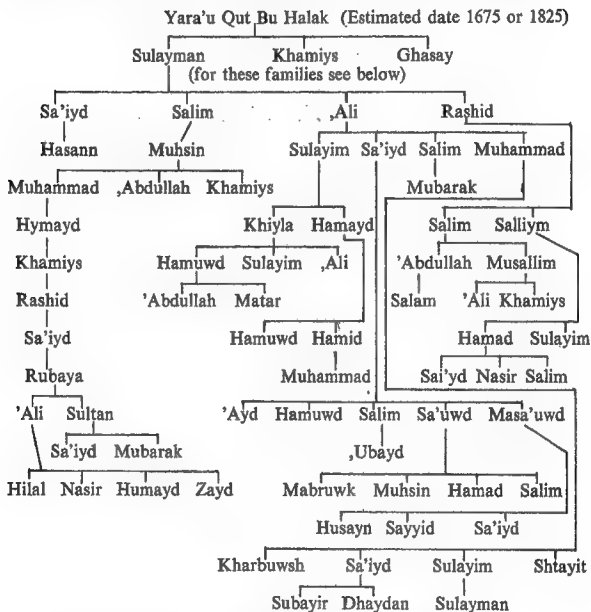 Yara'u Qut Bu Halak (Estimated date 1675 or 1825)
Sulayman Khamiys Ghasay
(for these families see below)
Sa'iyd Salim ,Ali Rashid
Hasann Muhsin Sulayim Sa'iyd Salim Muhammad
Muhammad ,Abdullah Khamiys Mubarak
Hymayd Khiyla Hamayd Salim Salliym
Khamiys Hamuwd Sulayim ,Ali 'Abdullah Musallim
Rashid 'Abdullah Matar Salam 'Ali Khamiys
Sa'iyd Hamuwd Hamid Hamad Sulayim
Rubaya Muhammad Sai'yd Nasir Salim
'Ali Sultan 'Ayd Hamuwd Salim Sa'uwd Masa'uwd
Sa'iyd Mubarak ,Ubayd
Hilal Nasir Humayd Zayd Mabruwk Muhsin Hamad Salim
Husayn Sayyid Sa'iyd
Kharbuwsh Sa'iyd Sulayim Shtayit
Subayir Dhaydan Sulayman